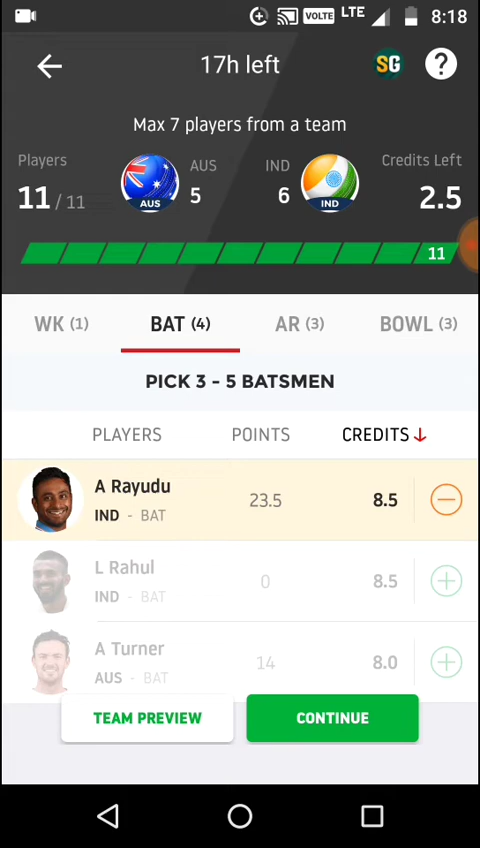 VOLTE LTE 8:18
17h left SG ?
Max 7 players from a team
Players AUS IND Credits Left
11 / 11 AUS 5 6 IND 2.5
11
WK (1) BAT (4) AR (3) BOWL (3)
PICK 3 - 5 BATSMEN
PLAYERS POINTS CREDITS
A Rayudu 23.5 8.5
IND - BAT
L Rahul 0 8.5
IND - BAT
A Turner 14 8.0
AUS - BAT
TEAM PREVIEW CONTINUE